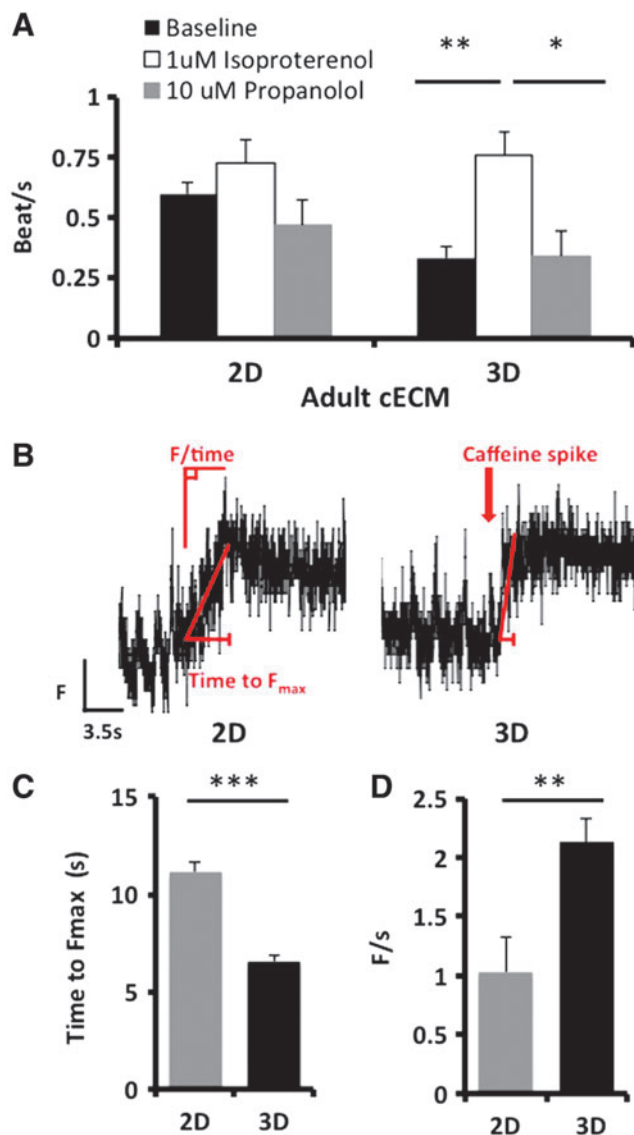 A
Baseline
1uM Isoproterenol
10 uM Propanolol
** *
Beat/s
1
0.75
0.5
0.25
0
2D 3D
Adult cECM
B
F/time
Caffeine spike
Time to Fmax
F
3.5s
2D 3D
C
***
Time to Fmax (s)
15
10
5
0
2D 3D
D
**
F/s
2.5
2
1.5
1
0.5
0
2D 3D